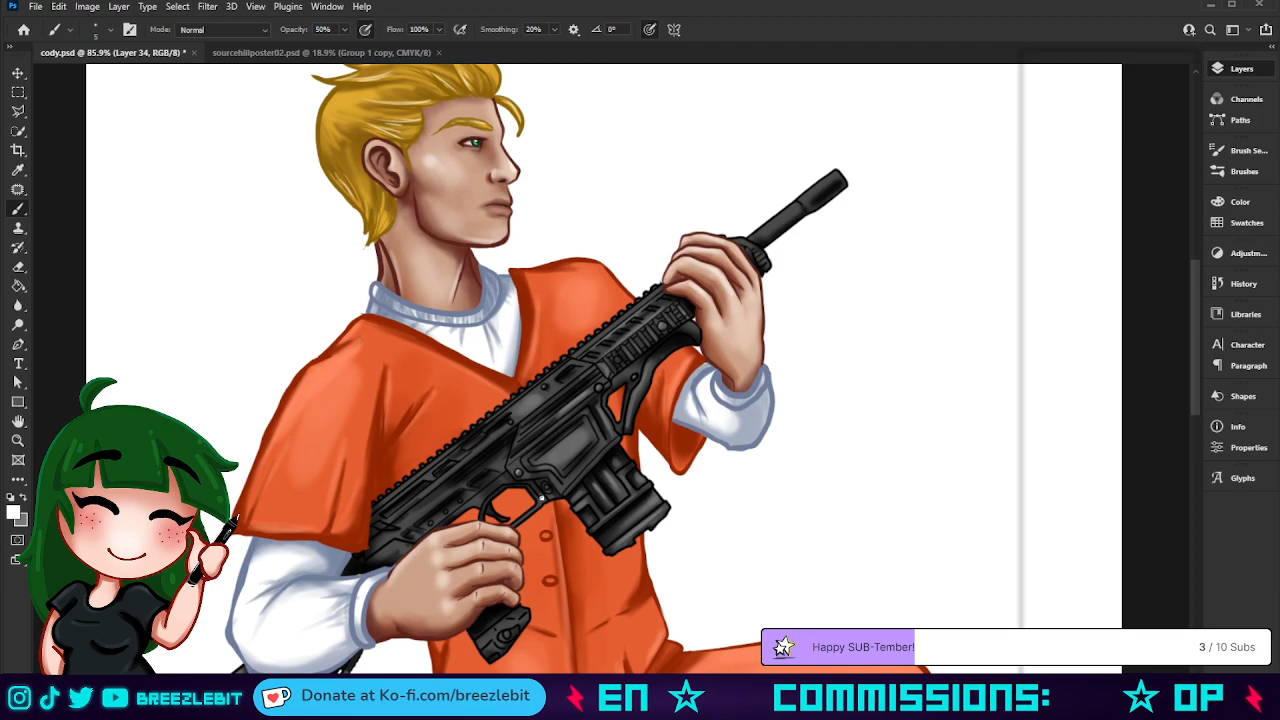 Ps File Edit Image Layer Type Select Filter 3D View Plugins Window Help
5 Mode: Normal Opacity: 50% Flow: 100% Smoothing: 20% 0°
cody.psd @ 85.9% (Layer 34, RGB/8) * × sourcehillposter02.psd @ 18.9% (Group 1 copy, CMYK/8) ×
Layers
Channels
Paths
Brush Se...
Brushes
Color
Swatches
Adjustm...
History
Libraries
Character
Paragraph
Shapes
Info
Properties
Glyphs
Happy SUB-Tember! 3 / 10 Subs
BREEZLEBIT Donate at Ko-fi.com/breezlebit EN COMMISSIONS: OP